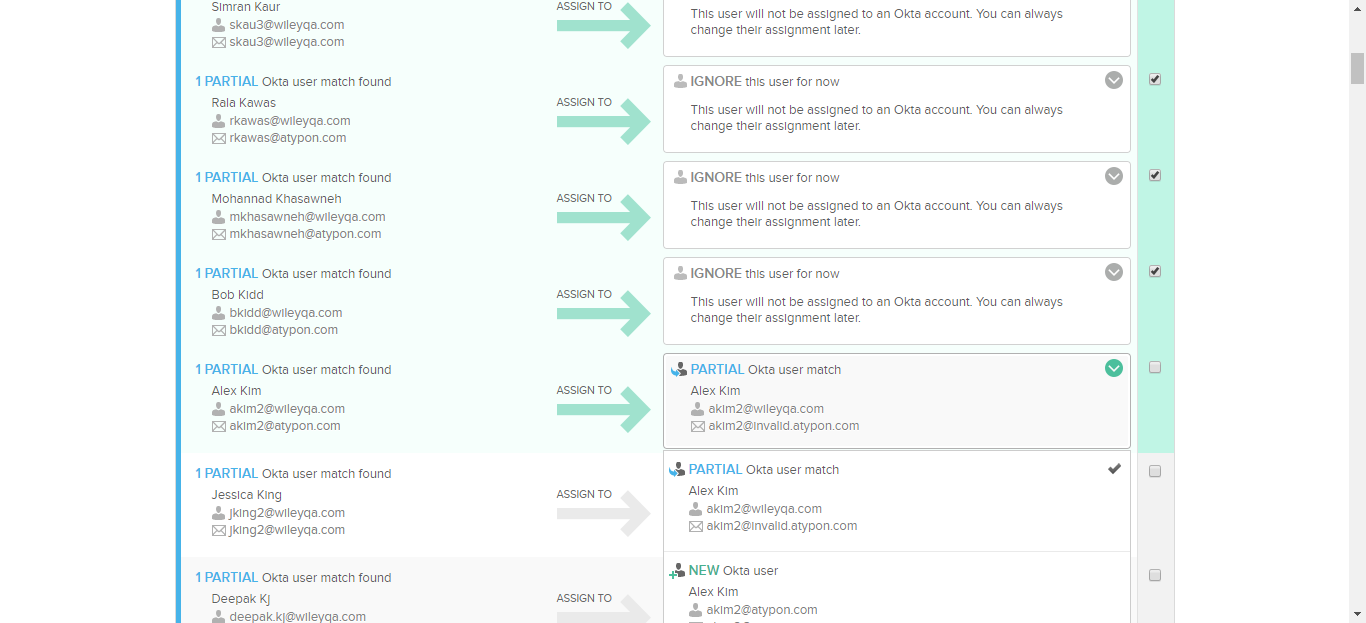 Simran Kaur
skau3@wileyqa.com
skau3@wileyqa.com
ASSIGN TO
This user will not be assigned to an Okta account. You can always
change their assignment later.
1 PARTIAL Okta user match found
Rala Kawas
rkawas@wileyqa.com
rkawas@atypon.com
ASSIGN TO
IGNORE this user for now
This user will not be assigned to an Okta account. You can always
change their assignment later.
1 PARTIAL Okta user match found
Mohannad Khasawneh
mkhasawneh@wileyqa.com
mkhasawneh@atypon.com
ASSIGN TO
IGNORE this user for now
This user will not be assigned to an Okta account. You can always
change their assignment later.
1 PARTIAL Okta user match found
Bob Kidd
bkidd@wileyqa.com
bkidd@atypon.com
ASSIGN TO
IGNORE this user for now
This user will not be assigned to an Okta account. You can always
change their assignment later.
1 PARTIAL Okta user match found
Alex Kim
akim2@wileyqa.com
akim2@atypon.com
ASSIGN TO
PARTIAL Okta user match
Alex Kim
akim2@wileyqa.com
akim2@invalid.atypon.com
1 PARTIAL Okta user match found
Jessica King
jking2@wileyqa.com
jking2@wileyqa.com
ASSIGN TO
PARTIAL Okta user match
Alex Kim
akim2@wileyqa.com
akim2@invalid.atypon.com
1 PARTIAL Okta user match found
Deepak Kj
deepak.kj@wileyqa.com
ASSIGN TO
NEW Okta user
Alex Kim
akim2@atypon.com